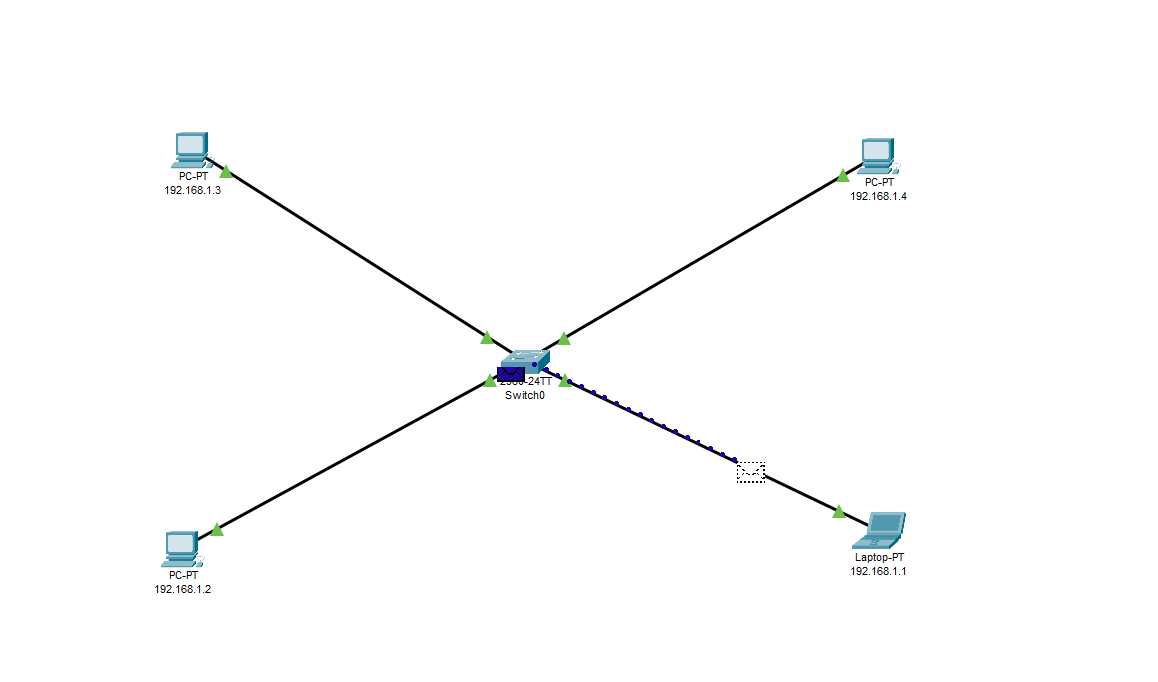 PC-PT
192.168.1.3
PC-PT
192.168.1.4
Switch0
PC-PT
192.168.1.2
Laptop-PT
192.168.1.1